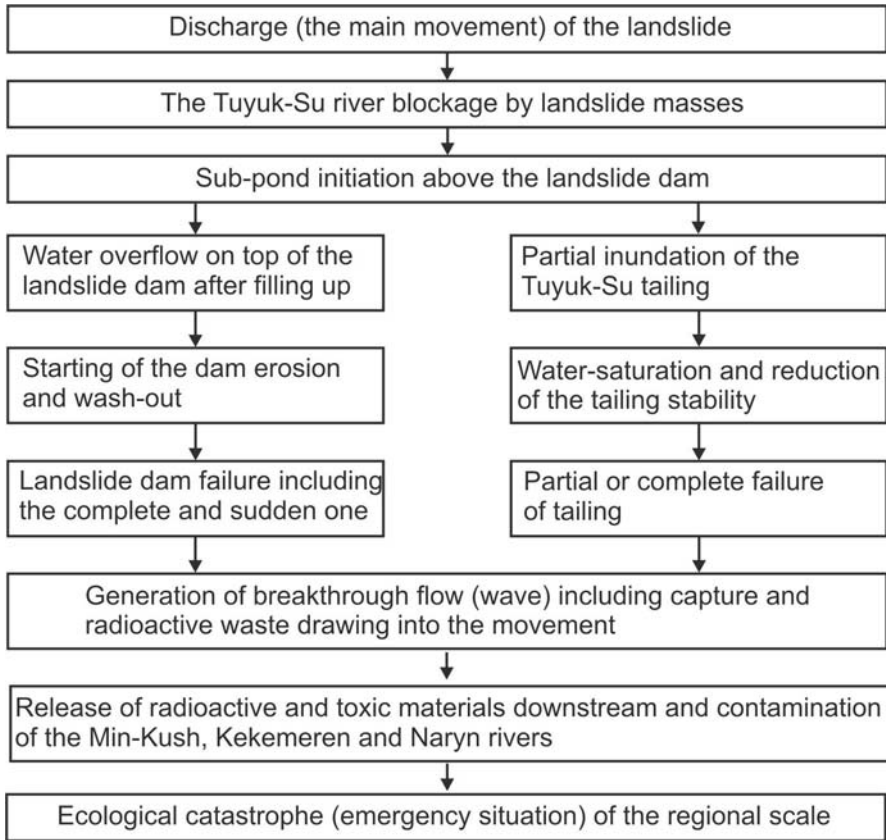 Discharge (the main movement) of the landslide
The Tuyuk-Su river blockage by landslide masses
Sub-pond initiation above the landslide dam
Water overflow on top of the
landslide dam after filling up
Partial inundation of the
Tuyuk-Su tailing
Starting of the dam erosion
and wash-out
Water-saturation and reduction
of the tailing stability
Landslide dam failure including
the complete and sudden one
Partial or complete failure
of tailing
Generation of breakthrough flow (wave) including capture and
radioactive waste drawing into the movement
Release of radioactive and toxic materials downstream and contamination
of the Min-Kush, Kekemeren and Naryn rivers
Ecological catastrophe (emergency situation) of the regional scale